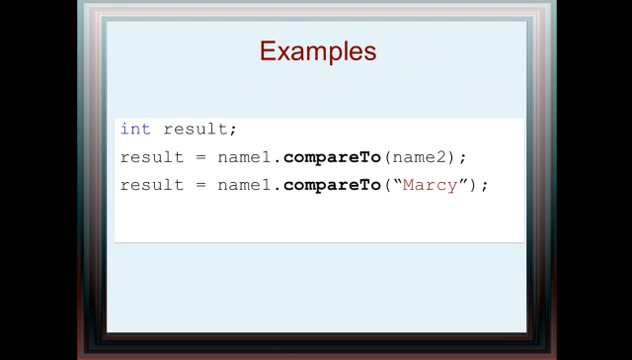 Examples
int result;
result = name1.compareTo(name2);
result = name1.compareTo(“Marcy”);